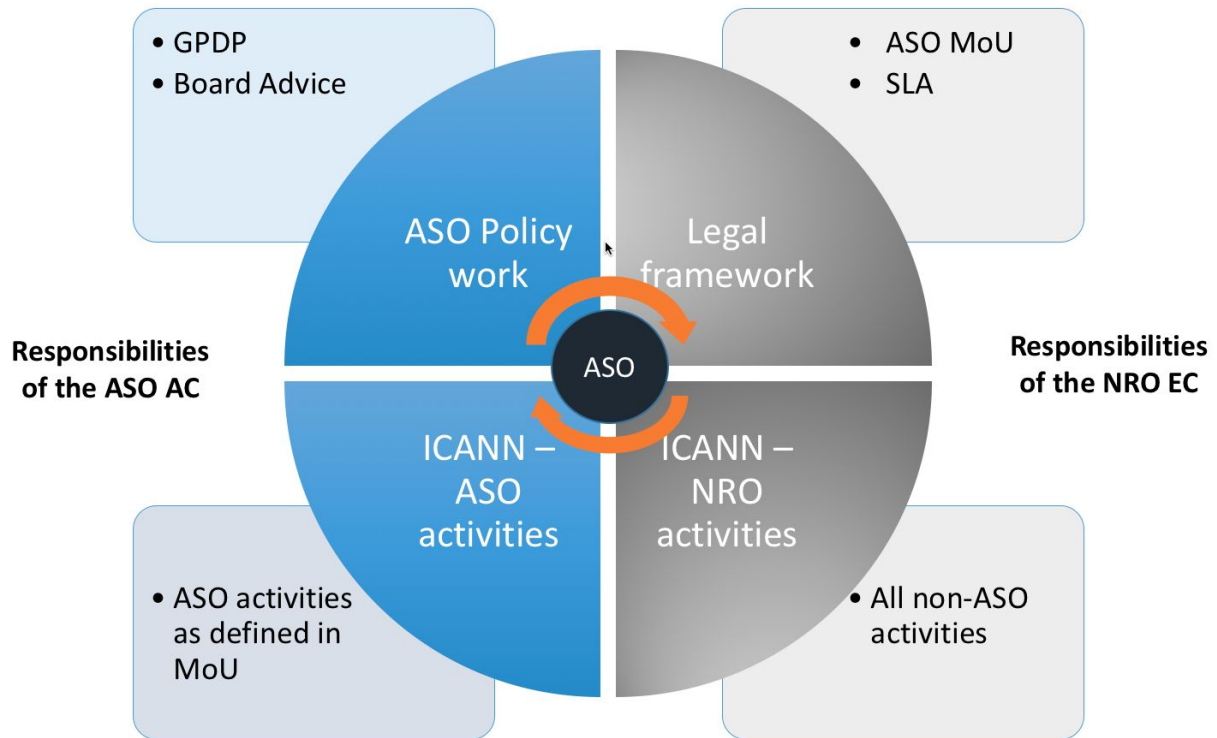 • GPDP
• Board Advice
• ASO MoU
• SLA
ASO Policy
work
Legal
framework
Responsibilities
of the ASO AC
ASO
Responsibilities
of the NRO EC
ICANN –
ASO
activities
ICANN –
NRO
activities
• ASO activities
as defined in
MoU
• All non-ASO
activities